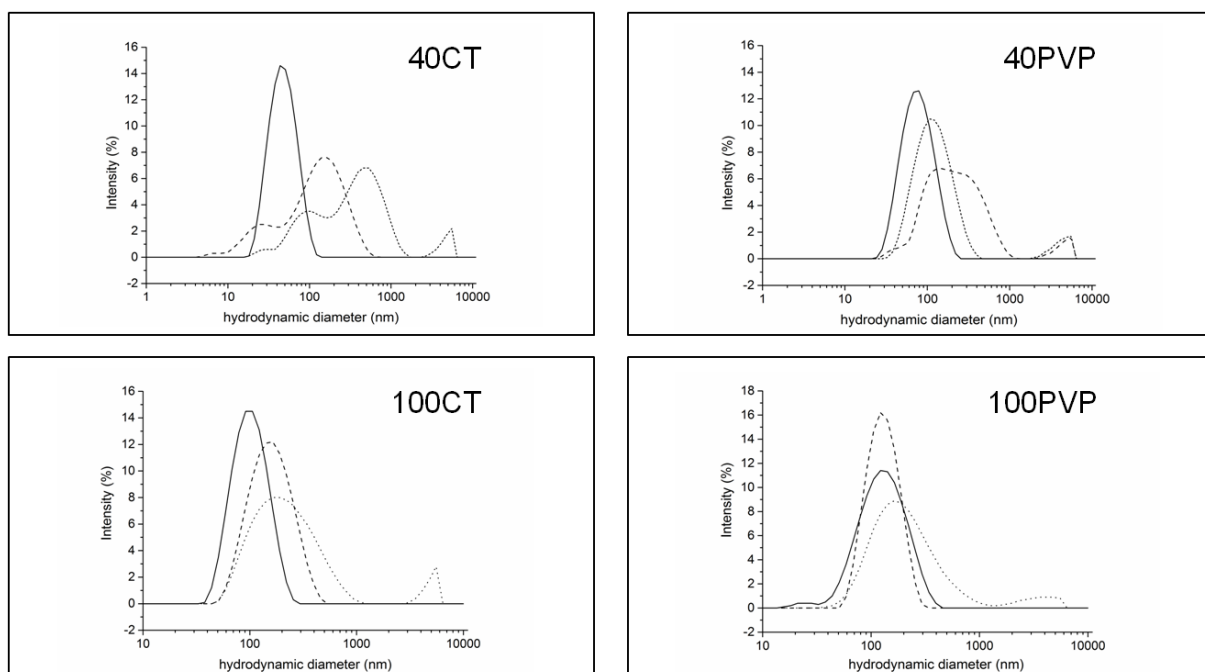 40CT
16
14
12
10
8
6
4
2
0
-2
Intensity (%)
1 10 100 1000 10000
hydrodynamic diameter (nm)
40PVP
16
14
12
10
8
6
4
2
0
-2
Intensity (%)
1 10 100 1000 10000
hydrodynamic diameter (nm)
100CT
16
14
12
10
8
6
4
2
0
-2
Intensity (%)
10 100 1000 10000
hydrodynamic diameter (nm)
100PVP
18
16
14
12
10
8
6
4
2
0
-2
Intensity (%)
10 100 1000 10000
hydrodynamic diameter (nm)